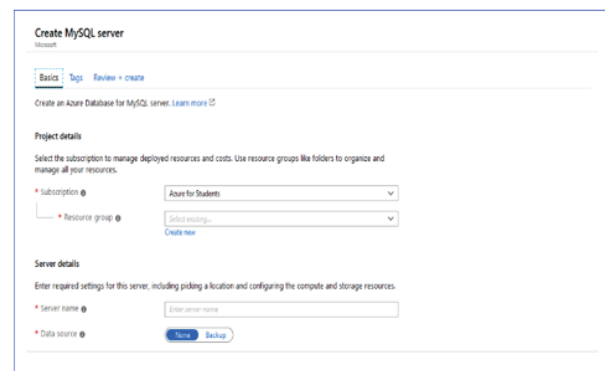 Create MySQL server
Microsoft
Basics Tags Review + create
Create an Azure Database for MySQL server. Learn more
Project details
Select the subscription to manage deployed resources and costs. Use resource groups like folders to organize and
manage all your resources.
* Subscription
Azure for Students
* Resource group
Select existing...
Create new
Server details
Enter required settings for this server, including picking a location and configuring the compute and storage resources.
* Server name
Enter server name
* Data source
None Backup